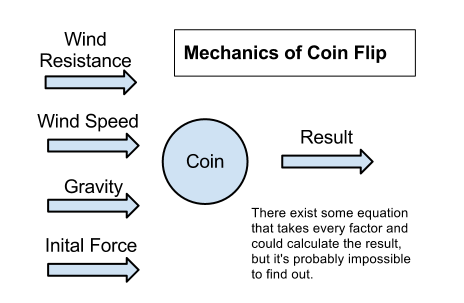 Wind
Resistance
Mechanics of Coin Flip
Wind Speed
Coin
Result
Gravity
Inital Force
There exist some equation
that takes every factor and
could calculate the result,
but it's probably impossible
to find out.